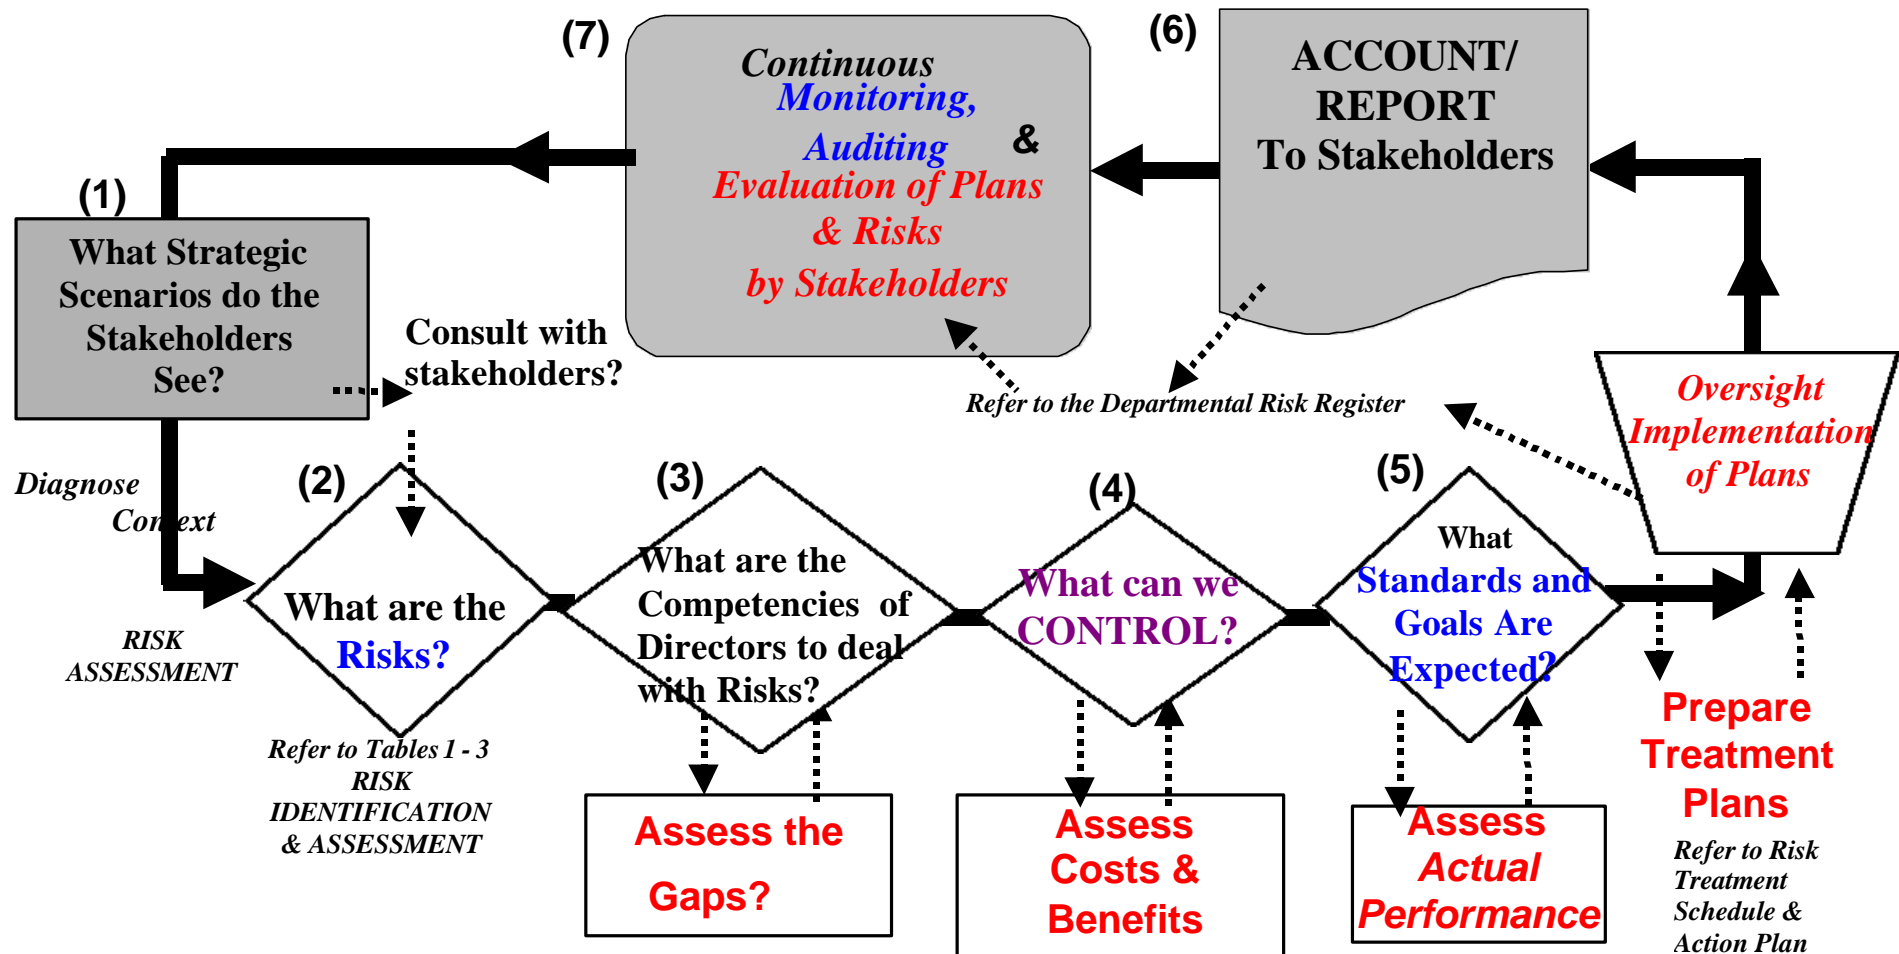 (7)
Continuous
Monitoring,
Auditing &
Evaluation of Plans
& Risks
by Stakeholders
(6)
ACCOUNT/
REPORT
To Stakeholders
(1)
What Strategic
Scenarios do the
Stakeholders
See?
Consult with
stakeholders?
Refer to the Departmental Risk Register
Oversight
Implementation
of Plans
Diagnose
Context
RISK
ASSESSMENT
(2)
What are the
Risks?
Refer to Tables 1 - 3
RISK
IDENTIFICATION
& ASSESSMENT
(3)
What are the
Competencies of
Directors to deal
with Risks?
Assess the
Gaps?
(4)
What can we
CONTROL?
Assess
Costs &
Benefits
(5)
What
Standards and
Goals Are
Expected?
Assess
Actual
Performance
Prepare
Treatment
Plans
Refer to Risk
Treatment
Schedule &
Action Plan